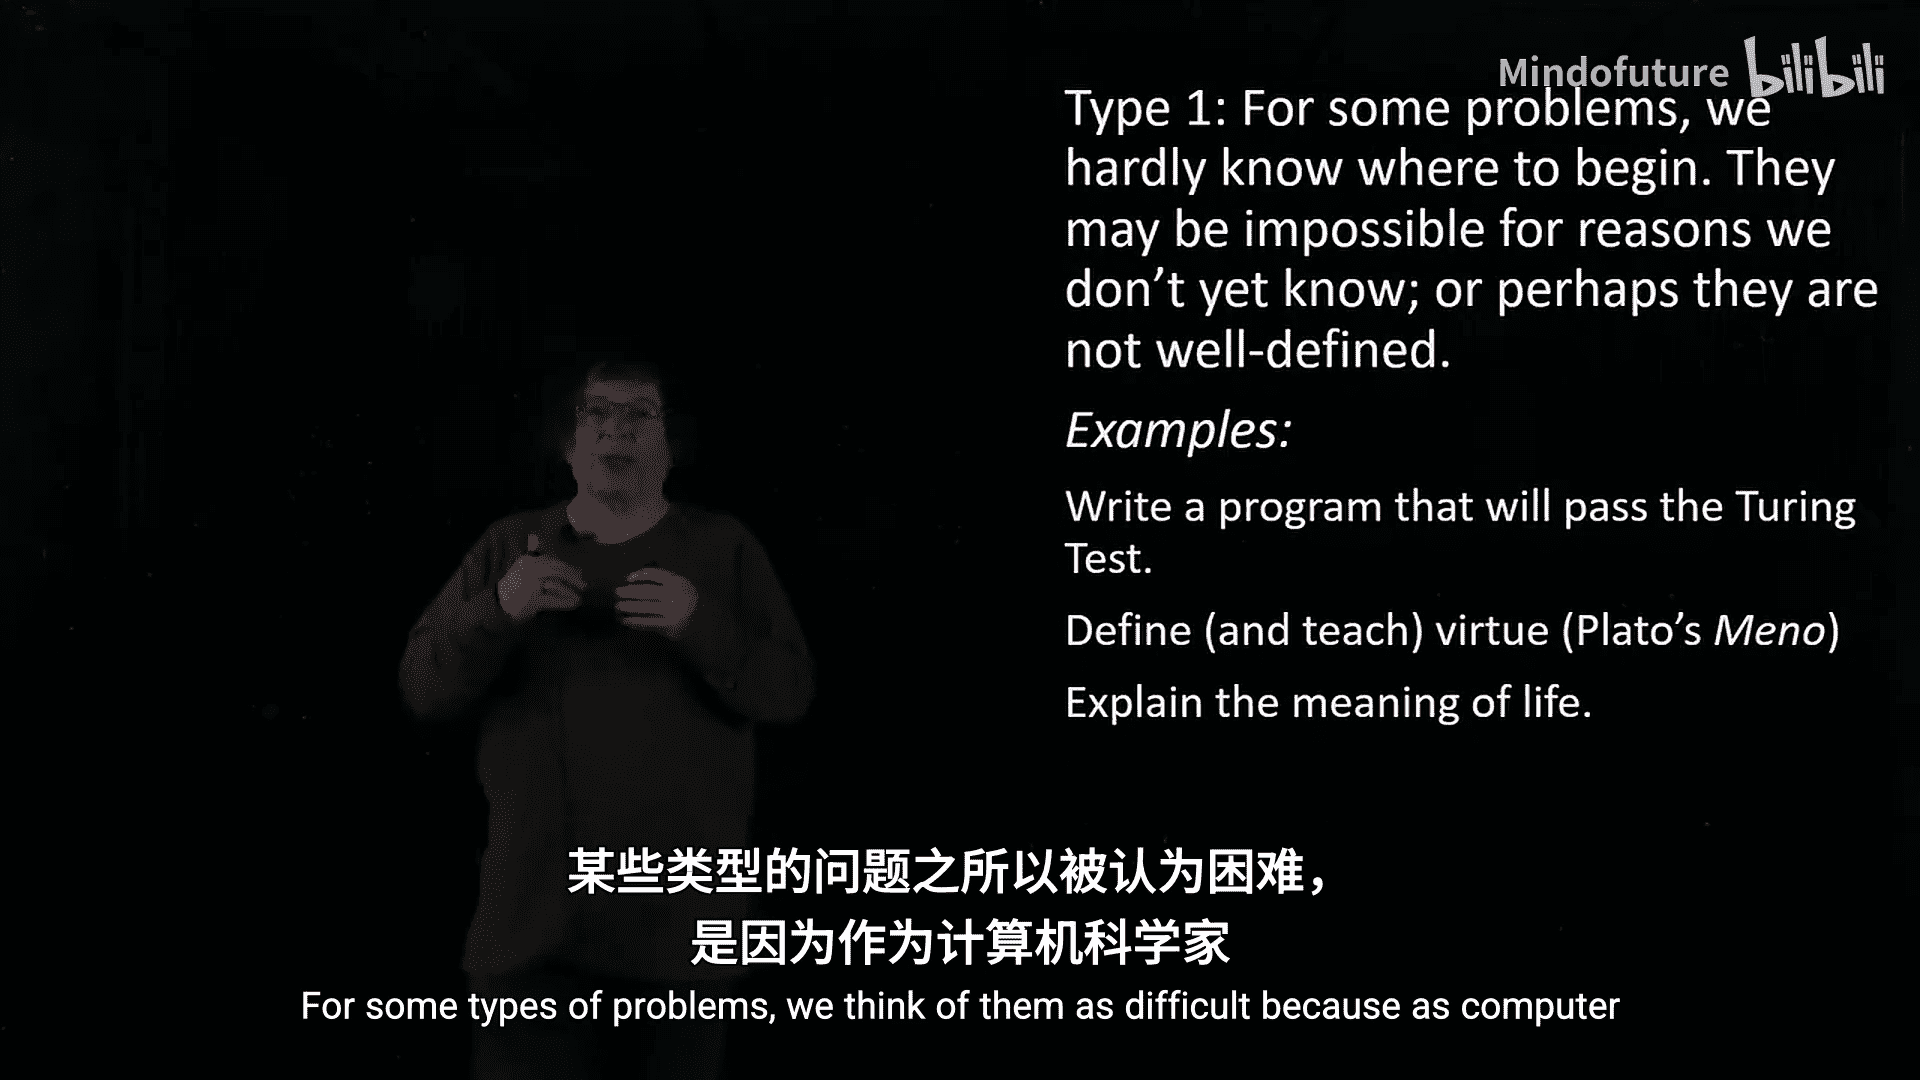 Mindofuture bilibili
Type 1: For some problems, we
hardly know where to begin. They
may be impossible for reasons we
don’t yet know; or perhaps they are
not well-defined.
Examples:
Write a program that will pass the Turing
Test.
Define (and teach) virtue (Plato’s Meno)
Explain the meaning of life.
某些类型的问题之所以被认为困难，
是因为作为计算机科学家
For some types of problems, we think of them as difficult because as computer